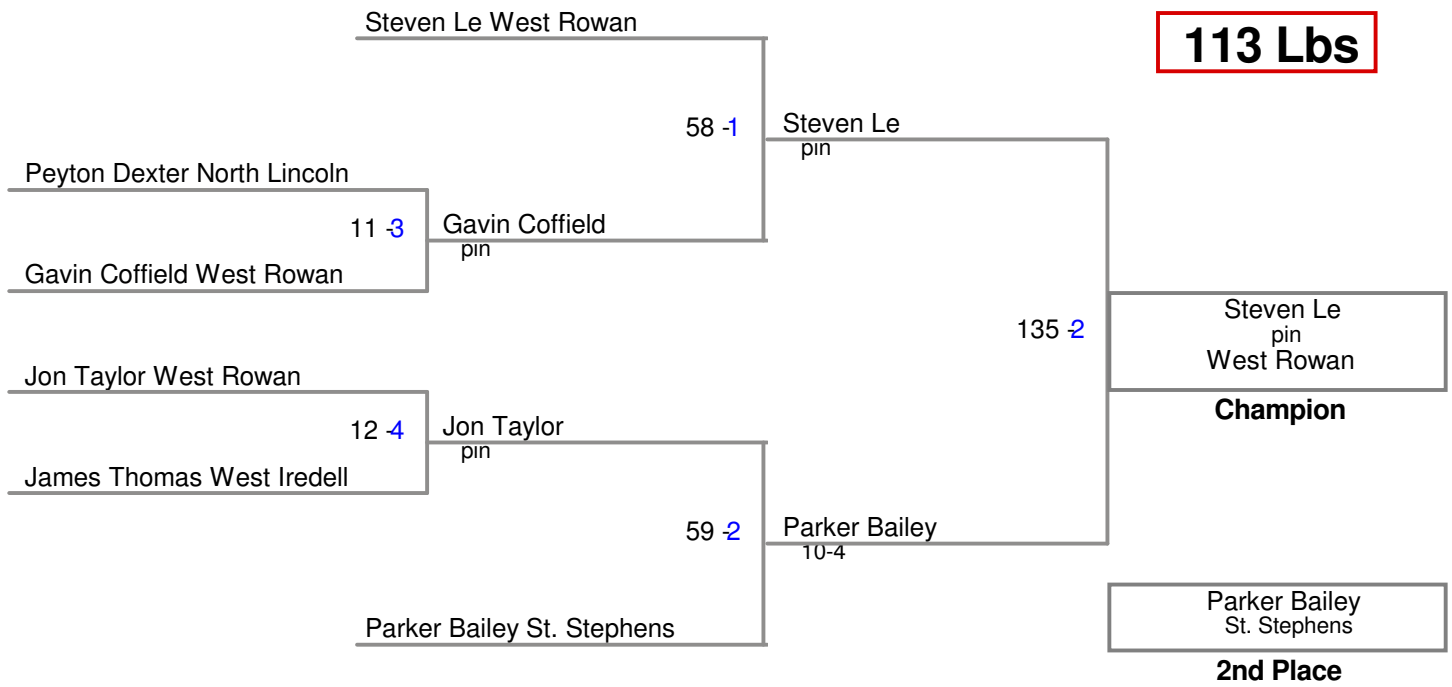 Steven Le West Rowan
113 Lbs
58 -1
Steven Le
pin
Peyton Dexter North Lincoln
11 -3
Gavin Coffield
pin
Gavin Coffield West Rowan
135 -2
Steven Le
pin
West Rowan
Champion
Jon Taylor West Rowan
12 -4
Jon Taylor
pin
James Thomas West Iredell
59 -2
Parker Bailey
10-4
Parker Bailey St. Stephens
Parker Bailey
St. Stephens
2nd Place